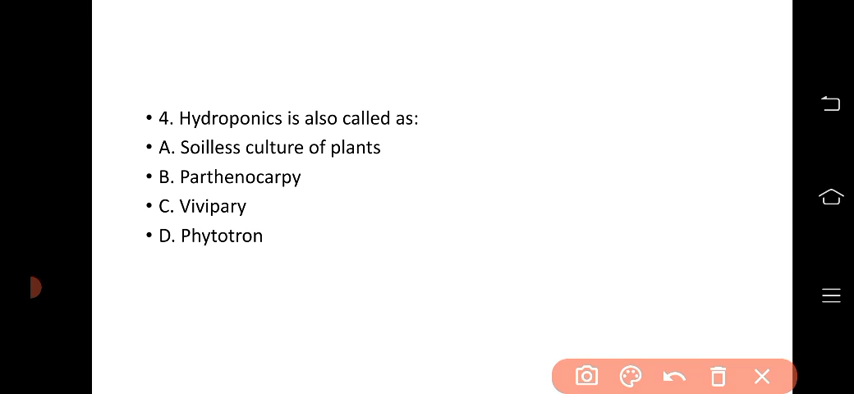 • 4. Hydroponics is also called as:
• A. Soilless culture of plants
• B. Parthenocarpy
• C. Vivipary
• D. Phytotron